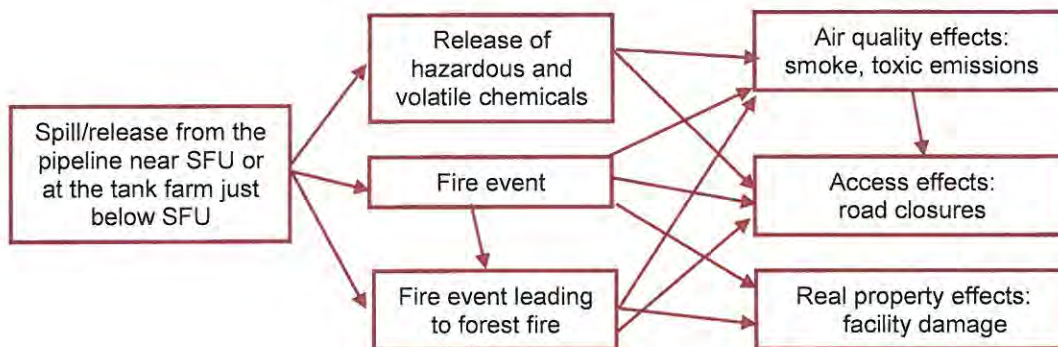 Spill/release from the
pipeline near SFU or
at the tank farm just
below SFU
Release of
hazardous and
volatile chemicals
Fire event
Fire event leading
to forest fire
Air quality effects:
smoke, toxic emissions
Access effects:
road closures
Real property effects:
facility damage